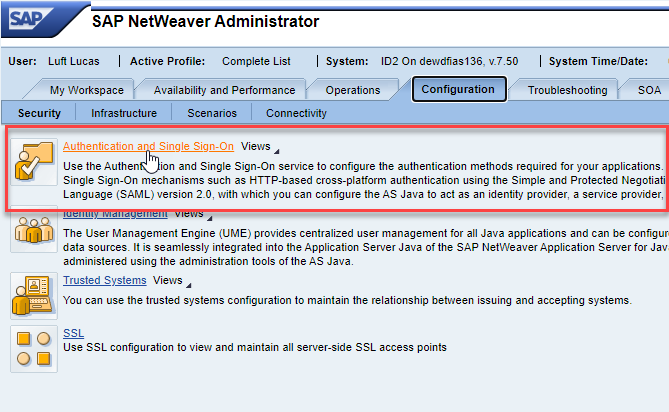 SAP SAP NetWeaver Administrator
User: Luft Lucas Active Profile: Complete List System: ID2 On dewdfias136, v.7.50 System Time/Date:
My Workspace Availability and Performance Operations Configuration Troubleshooting SOA
Security Infrastructure Scenarios Connectivity
Authentication and Single Sign-On Views
Use the Authentication and Single Sign-On service to configure the authentication methods required for your applications.
Single Sign-On mechanisms such as HTTP-based cross-platform authentication using the Simple and Protected Negotiati
Language (SAML) version 2.0, with which you can configure the AS Java to act as an identity provider, a service provider,
Identity Management Views
The User Management Engine (UME) provides centralized user management for all Java applications and can be configure
data sources. It is seamlessly integrated into the Application Server Java of the SAP NetWeaver Application Server for Jav
administered using the administration tools of the AS Java.
Trusted Systems Views
You can use the trusted systems configuration to maintain the relationship between issuing and accepting systems.
SSL
Use SSL configuration to view and maintain all server-side SSL access points